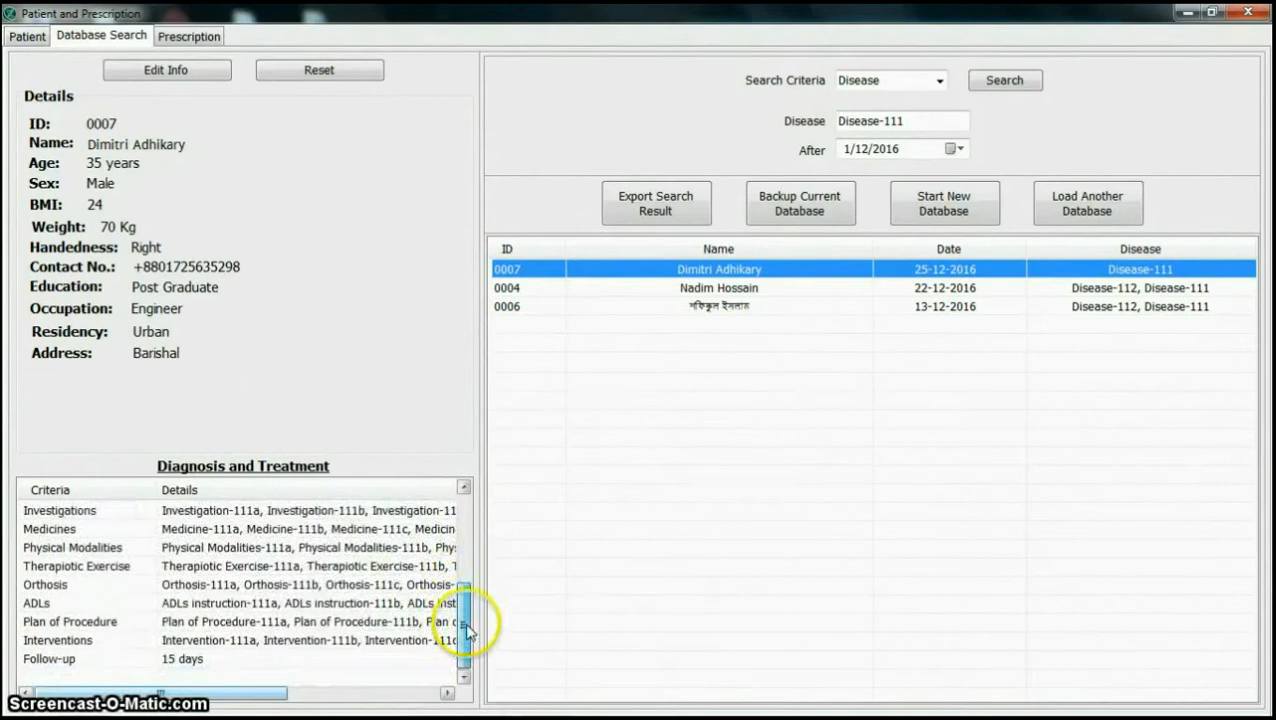 Patient and Prescription
Patient Database Search Prescription
Edit Info Reset
Details
ID: 0007
Name: Dimitri Adhikary
Age: 35 years
Sex: Male
BMI: 24
Weight: 70 Kg
Handedness: Right
Contact No.: +8801725635298
Education: Post Graduate
Occupation: Engineer
Residency: Urban
Address: Barishal
Diagnosis and Treatment
Criteria Details
Investigations Investigation-111a, Investigation-111b, Investigation-11
Medicines Medicine-111a, Medicine-111b, Medicine-111c, Medicin
Physical Modalities Physical Modalities-111a, Physical Modalities-111b, Phy
Therapiotic Exercise Therapiotic Exercise-111a, Therapiotic Exercise-111b, T
Orthosis Orthosis-111a, Orthosis-111b, Orthosis-111c, Orthosis-
ADLs ADLs instruction-111a, ADLs instruction-111b, ADLs inst
Plan of Procedure Plan of Procedure-111a, Plan of Procedure-111b, Plan
Interventions Intervention-111a, Intervention-111b, Intervention-111c
Follow-up 15 days
Search Criteria Disease Search
Disease Disease-111
After 1/12/2016
Export Search Result
Backup Current Database
Start New Database
Load Another Database
ID Name Date Disease
0007 Dimitri Adhikary 25-12-2016 Disease-111
0004 Nadim Hossain 22-12-2016 Disease-112, Disease-111
0006 শফিকুল ইসলাম 13-12-2016 Disease-112, Disease-111
Screencast-O-Matic.com